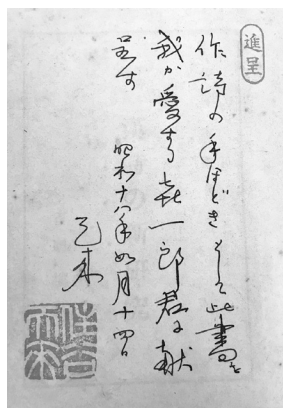 進呈
作詩の手ほどきとして此書を
我が愛する㐂一郎君に献
呈す
昭和十八年如月十四日